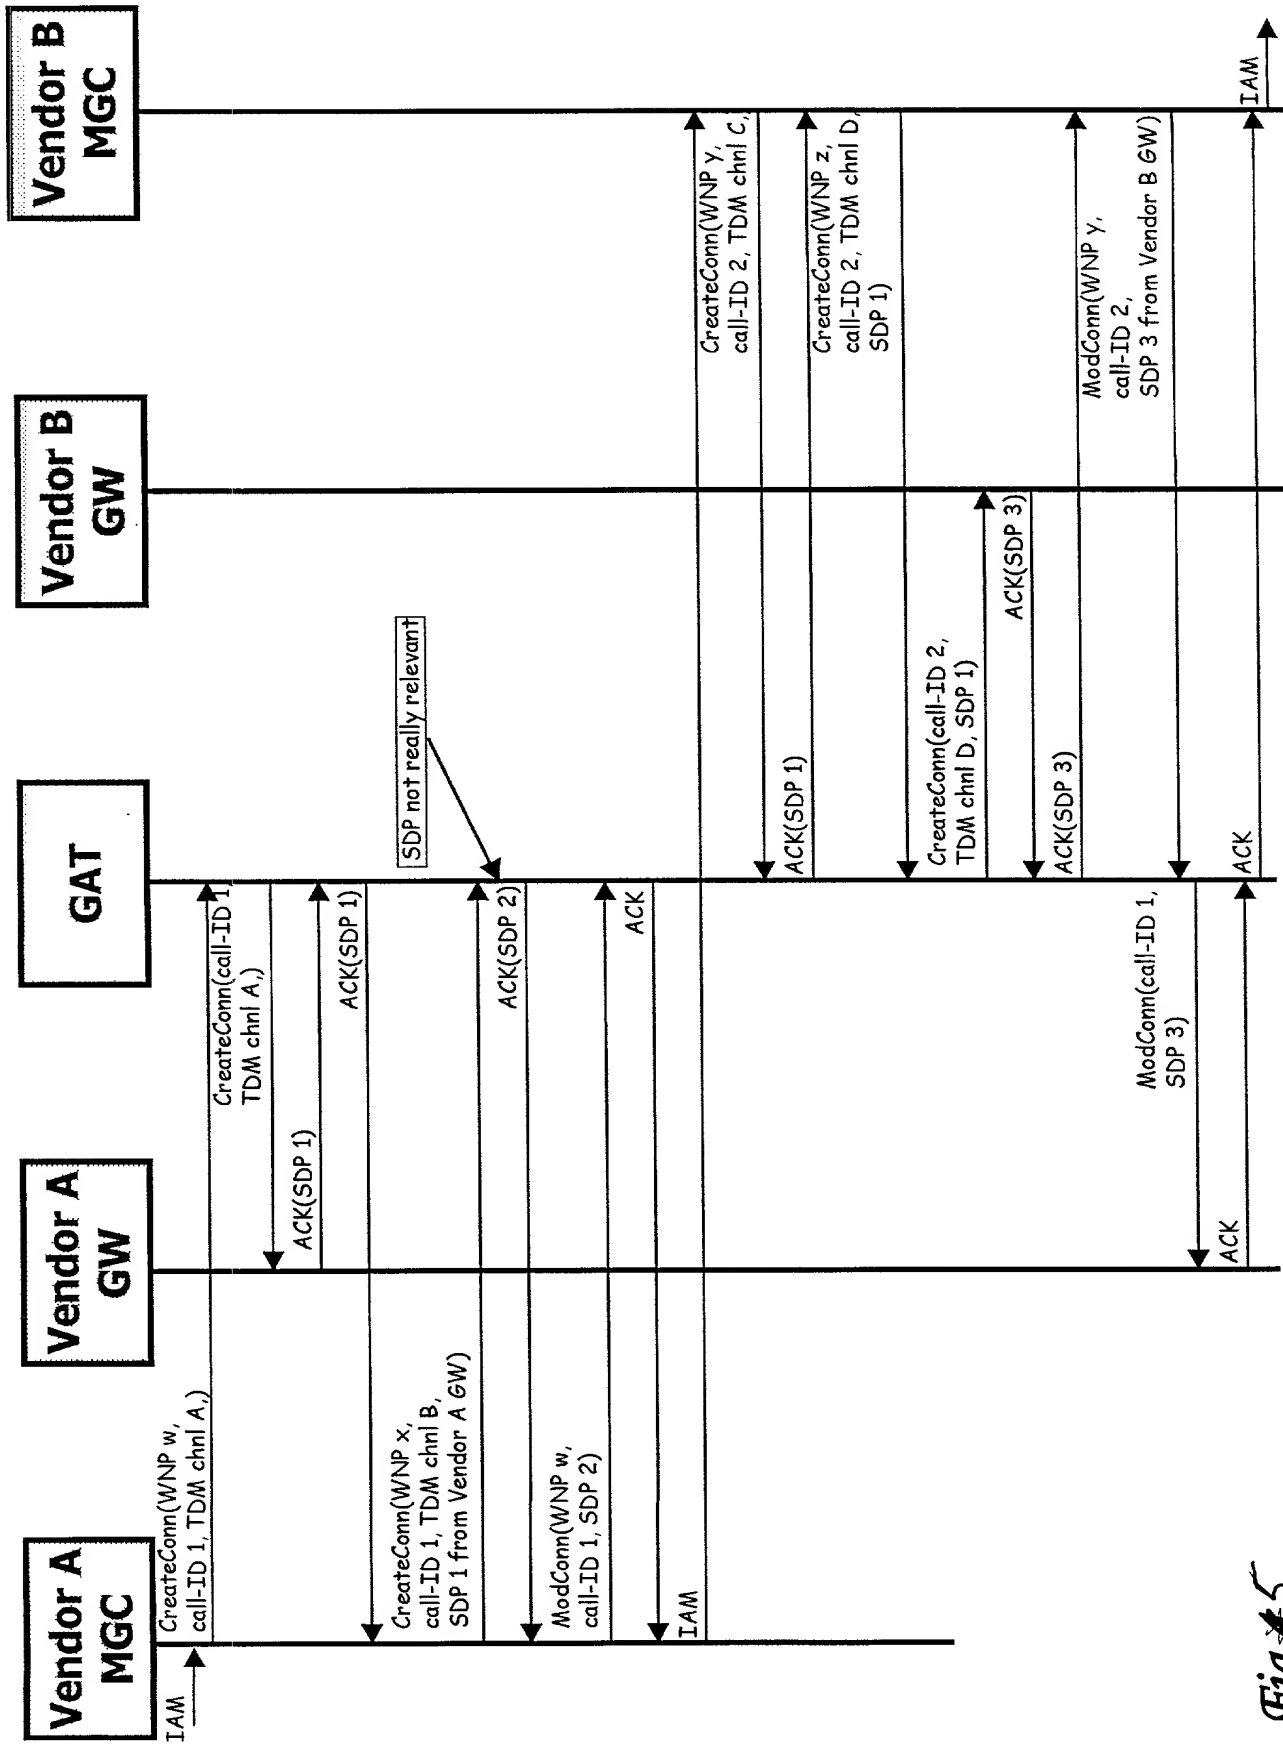 Vendor A
MGC
Vendor A
GW
GAT
Vendor B
GW
Vendor B
MGC
IAM
CreateConn(WNP w,
call-ID 1, TDM chnl A,)
CreateConn(call-ID 1,
TDM chnl A,)
ACK(SDP 1)
ACK(SDP 1)
CreateConn(WNP x,
call-ID 1, TDM chnl B,
SDP 1 from Vendor A GW)
SDP not really relevant
ACK(SDP 2)
ModConn(WNP w,
call-ID 1, SDP 2)
ACK
IAM
CreateConn(WNP y,
call-ID 2, TDM chnl C,
ACK(SDP 1)
CreateConn(WNP z,
call-ID 2, TDM chnl D,
SDP 1)
CreateConn(call-ID 2,
TDM chnl D, SDP 1)
ACK(SDP 3)
ACK(SDP 3)
ModConn(WNP y,
call-ID 2,
SDP 3 from Vendor B GW)
ModConn(call-ID 1,
SDP 3)
ACK
ACK
IAM
Fig 5